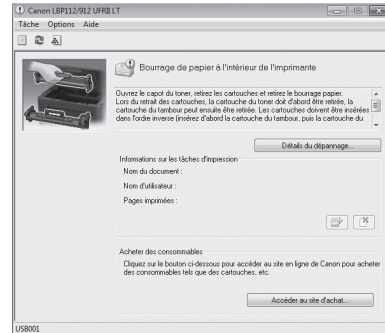 Canon LBP112/912 UFRII LT
Tâche Options Aide
Bourrage de papier à l'intérieur de l'imprimante
Ouvrez le capot du toner, retirez les cartouches et retirez le bourrage papier.
Lors du retrait des cartouches, la cartouche du toner doit d'abord être retirée, la
cartouche du tambour peut ensuite être retirée. Les cartouches doivent être insérées
dans l'ordre inverse (insérez d'abord la cartouche du tambour, puis la cartouche du
Détails du dépannage...
Informations sur les tâches d'impression
Nom du document :
Nom d'utilisateur :
Pages imprimées :
Acheter des consommables
Cliquez sur le bouton ci-dessous pour accéder au site en ligne de Canon pour acheter
des consommables tels que des cartouches, etc.
Accéder au site d'achat...
USB001